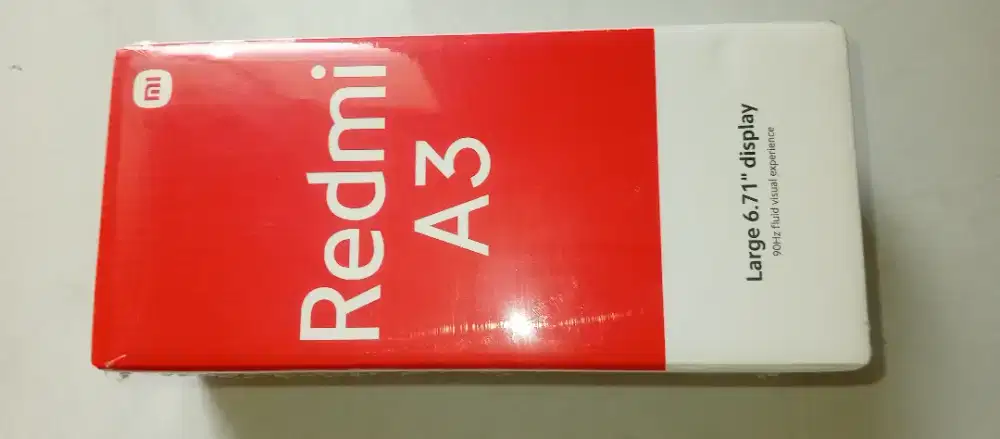 mi
Redmi
A3
Large 6.71" display
90Hz fluid visual experience